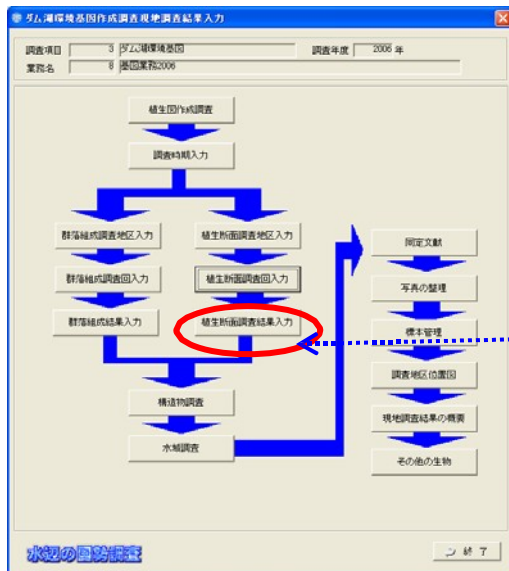 ダム湖環境基図作成調査現地調査結果入力
調査項目 3 ダム湖環境基図 調査年度 2006 年
業務名 8 基図業務2006
植生図作成調査
調査時期入力
群落組成調査地区入力 植生断面調査地区入力 同定文献
群落組成調査回入力 植生断面調査回入力 写真の整理
群落組成結果入力 植生断面調査結果入力 標本管理
調査地区位置図
構造物調査 現地調査結果の概要
水域調査 その他の生物
水辺の国勢調査 終 了